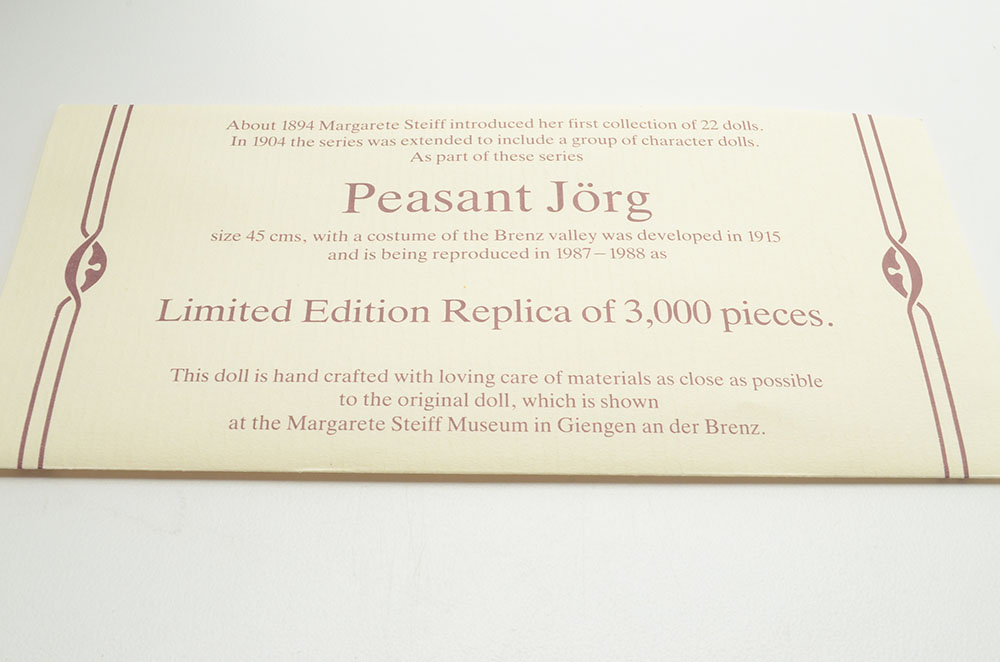 About 1894 Margarete Steiff introduced her first collection of 22 dolls.
In 1904 the series was extended to include a group of character dolls.
As part of these series
Peasant Jörg
size 45 cms, with a costume of the Brenz valley was developed in 1915
and is being reproduced in 1987–1988 as
Limited Edition Replica of 3,000 pieces.
This doll is hand crafted with loving care of materials as close as possible
to the original doll, which is shown
at the Margarete Steiff Museum in Giengen an der Brenz.